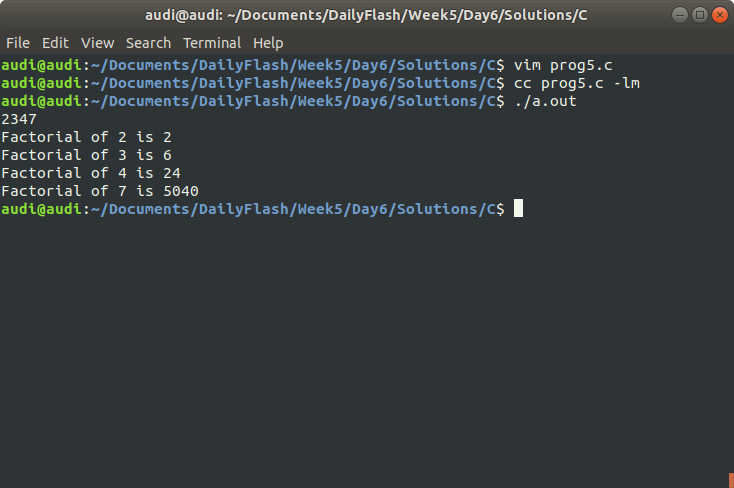 audi@audi: ~/Documents/DailyFlash/Week5/Day6/Solutions/C
File Edit View Search Terminal Help
audi@audi:~/Documents/DailyFlash/Week5/Day6/Solutions/C$ vim prog5.c
audi@audi:~/Documents/DailyFlash/Week5/Day6/Solutions/C$ cc prog5.c -lm
audi@audi:~/Documents/DailyFlash/Week5/Day6/Solutions/C$ ./a.out
2347
Factorial of 2 is 2
Factorial of 3 is 6
Factorial of 4 is 24
Factorial of 7 is 5040
audi@audi:~/Documents/DailyFlash/Week5/Day6/Solutions/C$